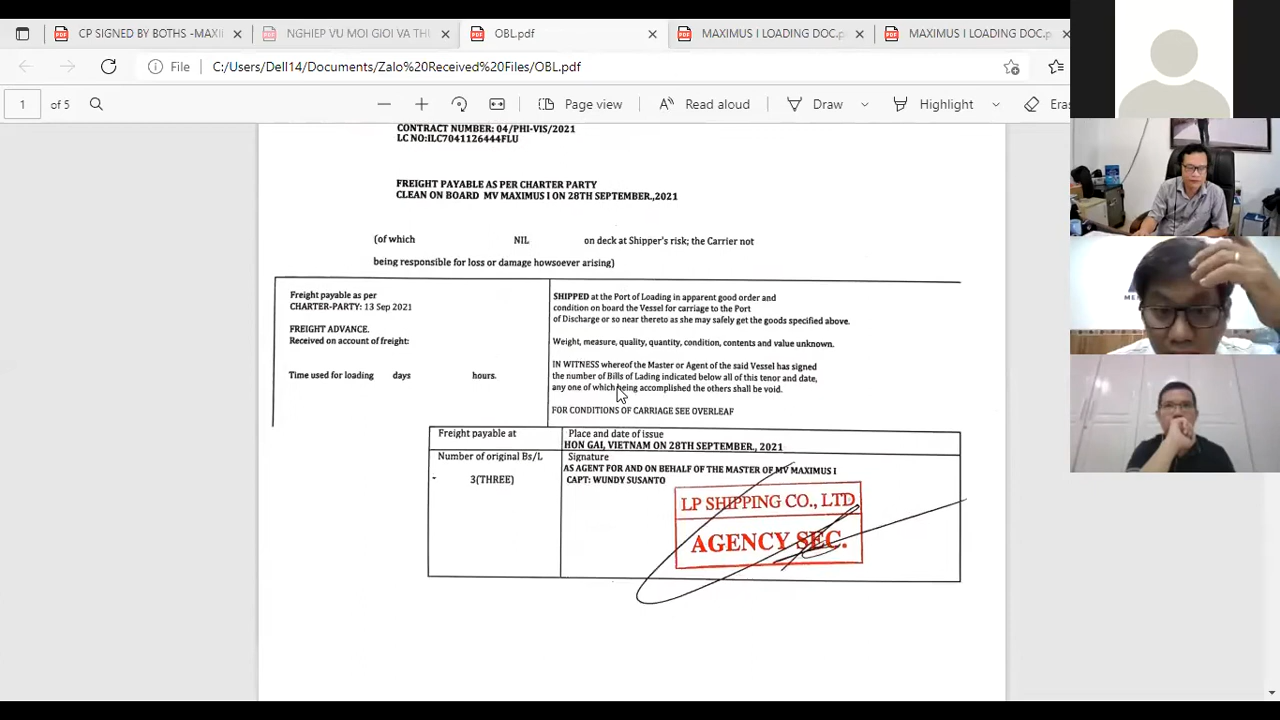 CP SIGNED BY BOTHS -MAXI
NGHIEP VU MOI GIOI VA TH
OBL.pdf
MAXIMUS I LOADING DOC.p
MAXIMUS I LOADING DOC.p
File
C:/Users/Dell14/Documents/Zalo%20Received%20Files/OBL.pdf
1 of 5
Page view
Read aloud
Draw
Highlight
Eras
CONTRACT NUMBER: 04/PHI-VIS/2021
LC NO:ILC7041126444FLU
FREIGHT PAYABLE AS PER CHARTER PARTY
CLEAN ON BOARD MV MAXIMUS I ON 28TH SEPTEMBER.,2021
(of which NIL on deck at Shipper's risk; the Carrier not
being responsible for loss or damage howsoever arising)
Freight payable as per
CHARTER-PARTY: 13 Sep 2021
FREIGHT ADVANCE.
Received on account of freight:
Time used for loading days hours.
SHIPPED at the Port of Loading in apparent good order and
condition on board the Vessel for carriage to the Port
of Discharge or so near thereto as she may safely get the goods specified above.
Weight, measure, quality, quantity, condition, contents and value unknown.
IN WITNESS whereof the Master or Agent of the said Vessel has signed
the number of Bills of Lading indicated below all of this tenor and date,
any one of which being accomplished the others shall be void.
FOR CONDITIONS OF CARRIAGE SEE OVERLEAF
Freight payable at
Place and date of issue
HON GAI, VIETNAM ON 28TH SEPTEMBER., 2021
Number of original Bs/L
- 3(THREE)
Signature
AS AGENT FOR AND ON BEHALF OF THE MASTER OF MV MAXIMUS I
CAPT: WUNDY SUSANTO
LP SHIPPING CO., LTD.
AGENCY SEC.